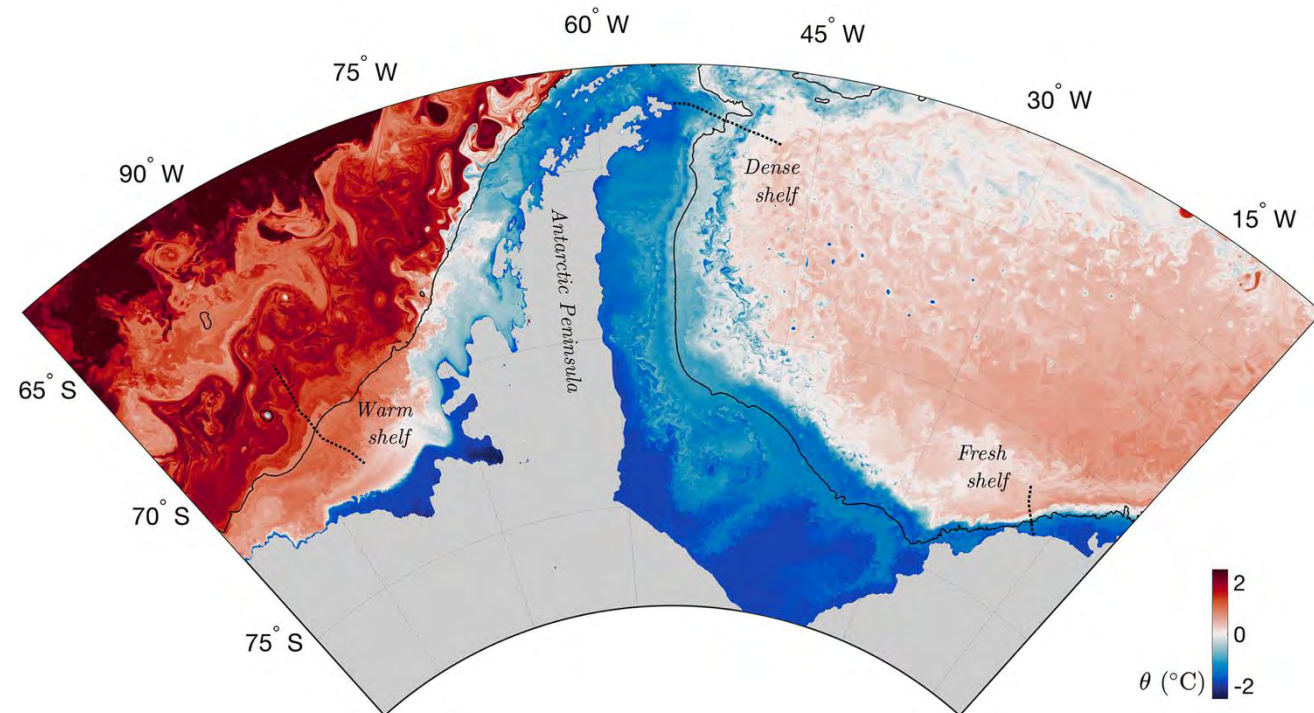 60° W
45° W
75° W
30° W
90° W
15° W
Dense
shelf
Antarctic Peninsula
65° S
Warm
shelf
Fresh
shelf
70° S
75° S
2
0
-2
θ (°C)